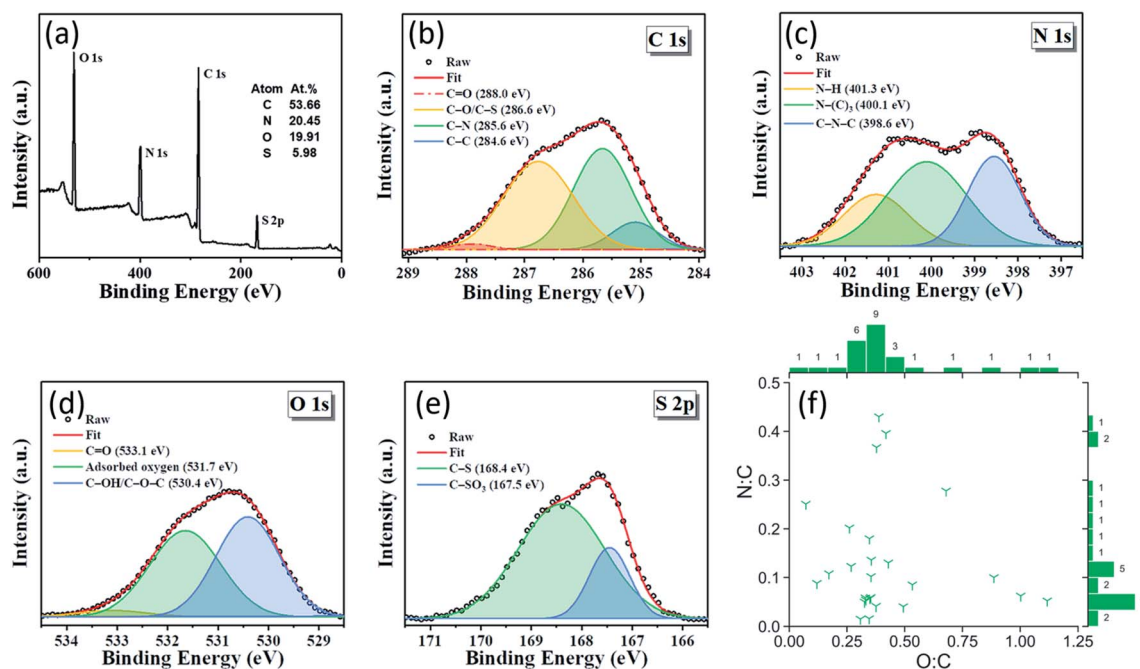 (a)
O 1s
N 1s
C 1s
S 2p
Atom At.%
C 53.66
N 20.45
O 19.91
S 5.98
Intensity (a.u.)
600 400 200 0
Binding Energy (eV)
(b)
C 1s
Raw
Fit
C=O (288.0 eV)
C–O/C–S (286.6 eV)
C–N (285.6 eV)
C–C (284.6 eV)
Intensity (a.u.)
289 288 287 286 285 284
Binding Energy (eV)
(c)
N 1s
Raw
Fit
N–H (401.3 eV)
N–(C)₃ (400.1 eV)
C–N–C (398.6 eV)
Intensity (a.u.)
403 402 401 400 399 398 397
Binding Energy (eV)
(d)
O 1s
Raw
Fit
C=O (533.1 eV)
Adsorbed oxygen (531.7 eV)
C–OH/C–O–C (530.4 eV)
Intensity (a.u.)
534 533 532 531 530 529
Binding Energy (eV)
(e)
S 2p
Raw
Fit
C–S (168.4 eV)
C–SO₃ (167.5 eV)
Intensity (a.u.)
171 170 169 168 167 166
Binding Energy (eV)
1 1 1 6 9 3 1 1 1 1 1
(f)
0.5
0.4
0.3
0.2
0.1
0.0
N:C
0.00 0.25 0.50 0.75 1.00 1.25
O:C
1
2
1
1
1
1
5
2
2